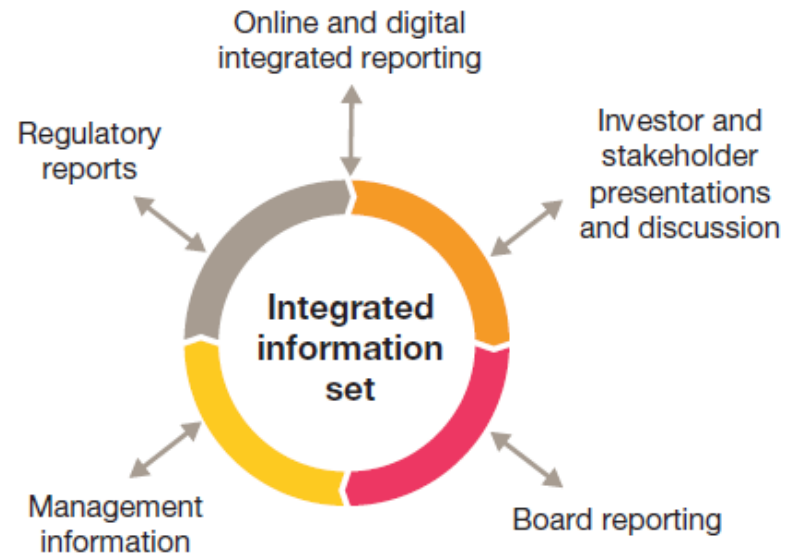 Online and digital
integrated reporting
Regulatory
reports
Investor and
stakeholder
presentations
and discussion
Integrated
information
set
Management
information
Board reporting